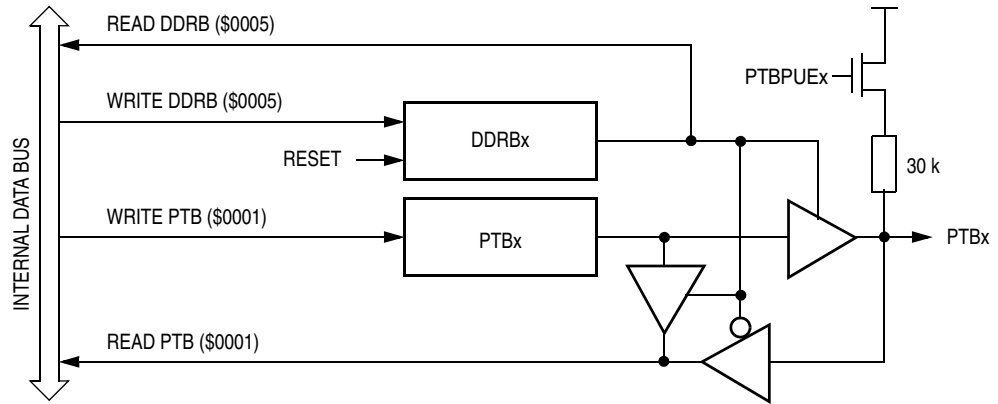 READ DDRB ($0005)
PTBPUEx
WRITE DDRB ($0005)
DDRBx
RESET
30 k
INTERNAL DATA BUS
WRITE PTB ($0001)
PTBx
PTBx
READ PTB ($0001)